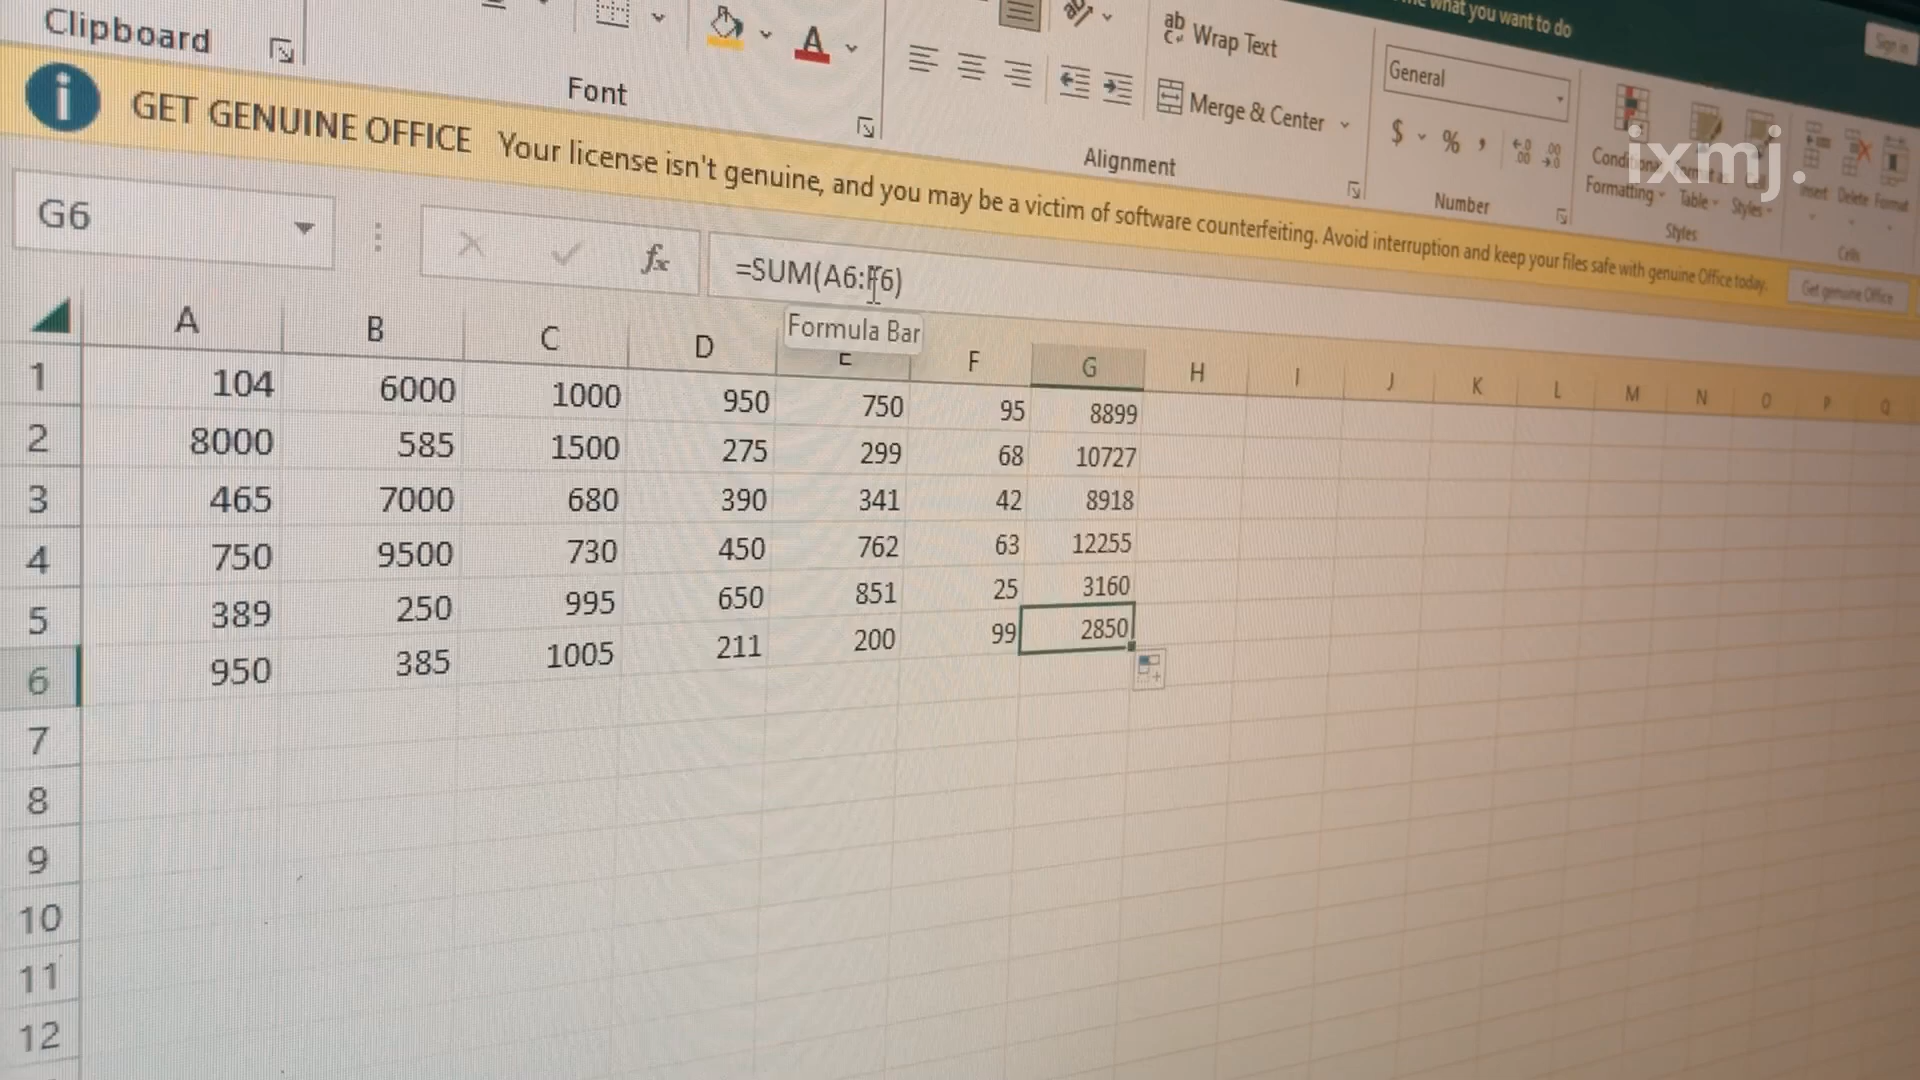 what you want to do
Sign in
Clipboard
Font
Alignment
Wrap Text
Merge & Center
General
$ % ,
Number
Conditional Formatting
Format as Table
Cell Styles
Styles
Insert Delete Format
Cells
ixmj.
GET GENUINE OFFICE Your license isn't genuine, and you may be a victim of software counterfeiting. Avoid interruption and keep your files safe with genuine Office today.
Get genuine Office
G6
fx
=SUM(A6:F6)
Formula Bar
A B C D E F G H I J K L M N O P Q
1 104 6000 1000 950 750 95 8899
2 8000 585 1500 275 299 68 10727
3 465 7000 680 390 341 42 8918
4 750 9500 730 450 762 63 12255
5 389 250 995 650 851 25 3160
6 950 385 1005 211 200 99 2850
7
8
9
10
11
12